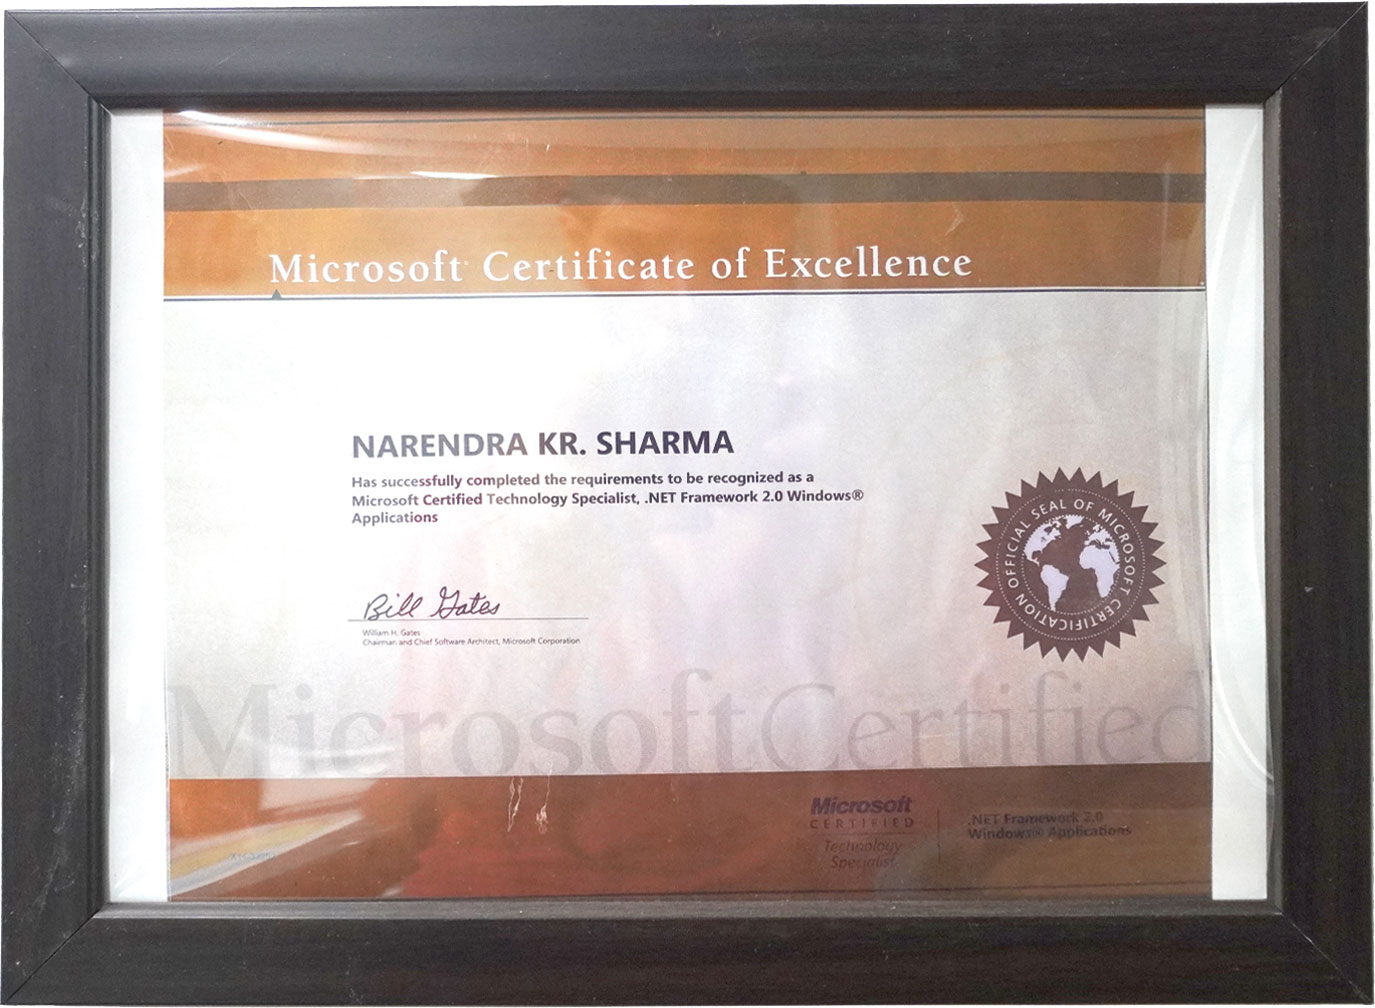 Microsoft® Certificate of Excellence
NARENDRA KR. SHARMA
Has successfully completed the requirements to be recognized as a
Microsoft Certified Technology Specialist, .NET Framework 2.0 Windows®
Applications
OFFICIAL SEAL OF MICROSOFT CERTIFICATION
Bill Gates
William H. Gates
Chairman and Chief Software Architect, Microsoft Corporation
MicrosoftCertified
Microsoft
CERTIFIED
Technology
Specialist
.NET Framework 2.0
Windows® Applications